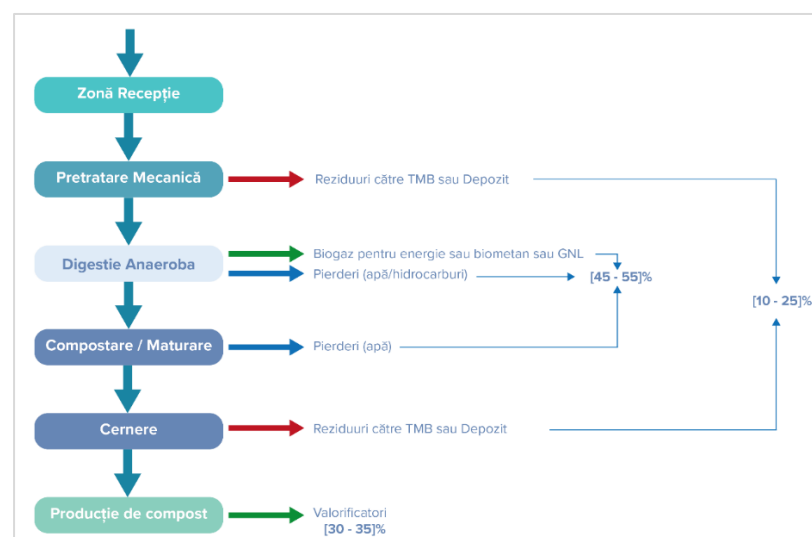 Zonă Recepție
Pretratare Mecanică
Reziduuri către TMB sau Depozit
Digestie Anaeroba
Biogaz pentru energie sau biometan sau GNL
Pierderi (apă/hidrocarburi)
[45 - 55]%
[10 - 25]%
Compostare / Maturare
Pierderi (apă)
Cernere
Reziduuri către TMB sau Depozit
Producție de compost
Valorificatori
[30 - 35]%